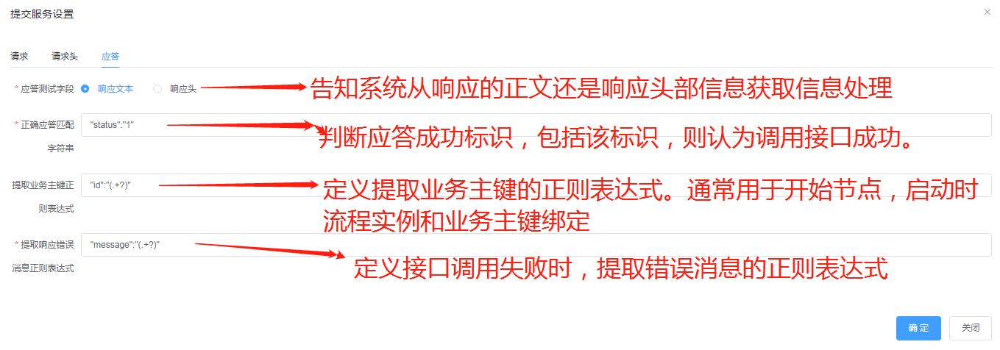 提交服务设置
×
请求 请求头 应答
* 应答测试字段 响应文本 响应头 告知系统从响应的正文还是响应头部信息获取信息处理
* 正确应答匹配 "status":"1"
字符串 判断应答成功标识，包括该标识，则认为调用接口成功。
提取业务主键正 "id":"(.+?)" 定义提取业务主键的正则表达式。通常用于开始节点，启动时
则表达式 流程实例和业务主键绑定
* 提取响应错误 "message":"(.+?)"
消息正则表达式 定义接口调用失败时，提取错误消息的正则表达式
确 定 关闭